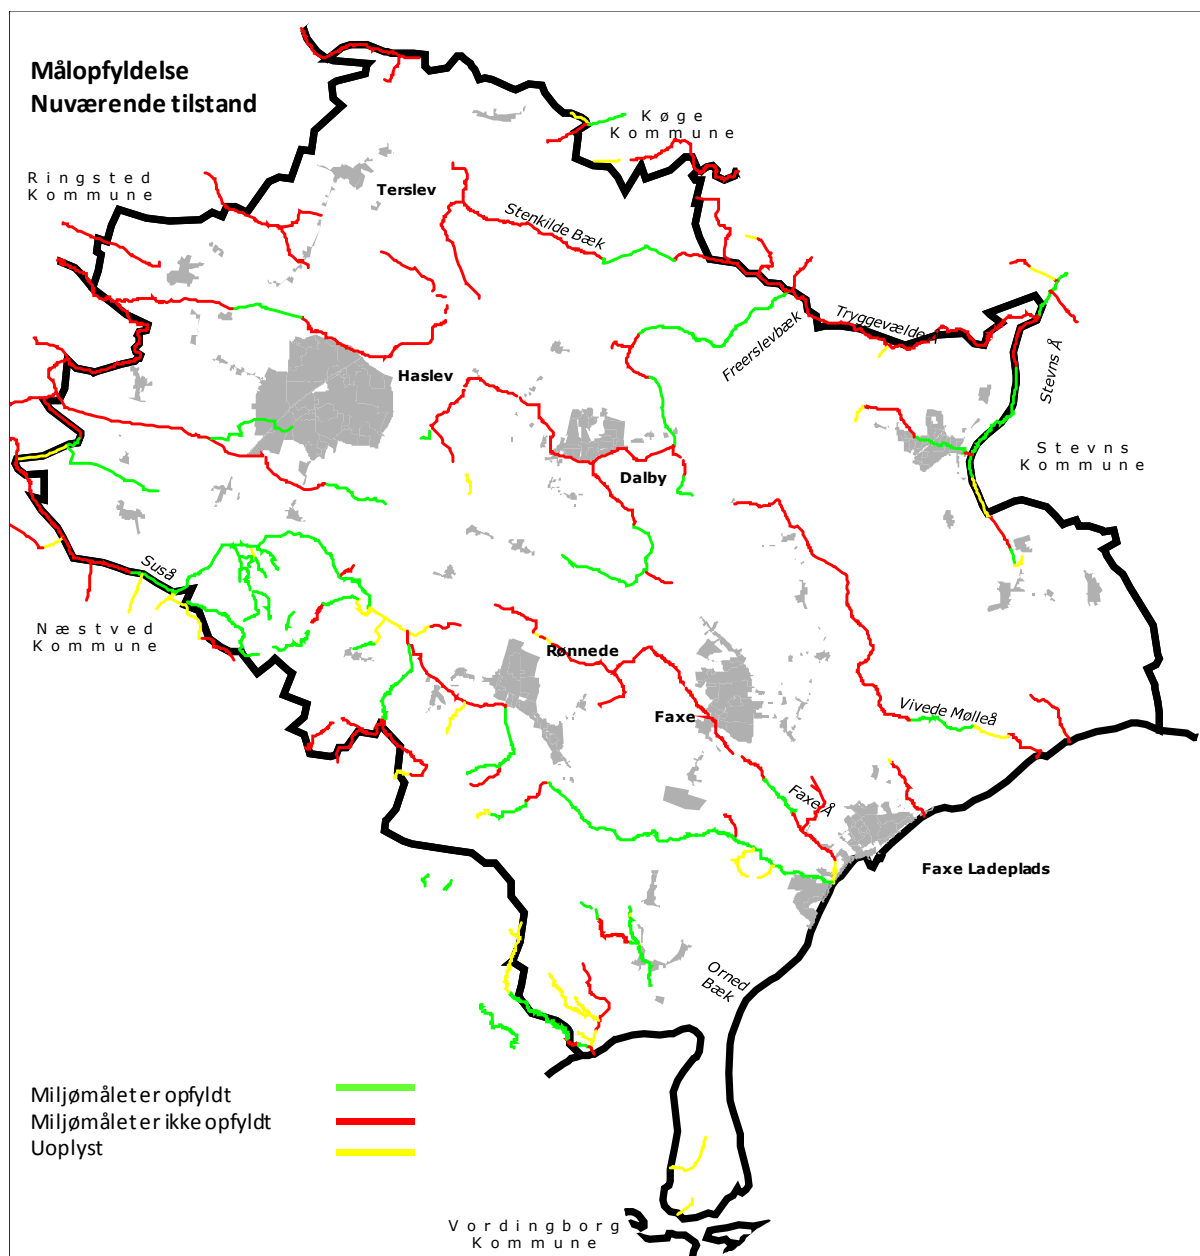 Målopfyldelse
Nuværende tilstand
Køge
Kommune
Ringsted
Kommune
Terslev
Stenkilde Bæk
Tryggevælde
Freerslevbæk
Stevns Å
Haslev
Stevns
Kommune
Dalby
Suså
Næstved
Kommune
Rønnede
Faxe
Vivede Mølleå
Faxe Å
Faxe Ladeplads
Orned
Bæk
Miljømålet er opfyldt
Miljømålet er ikke opfyldt
Uoplyst
Vordingborg
Kommune